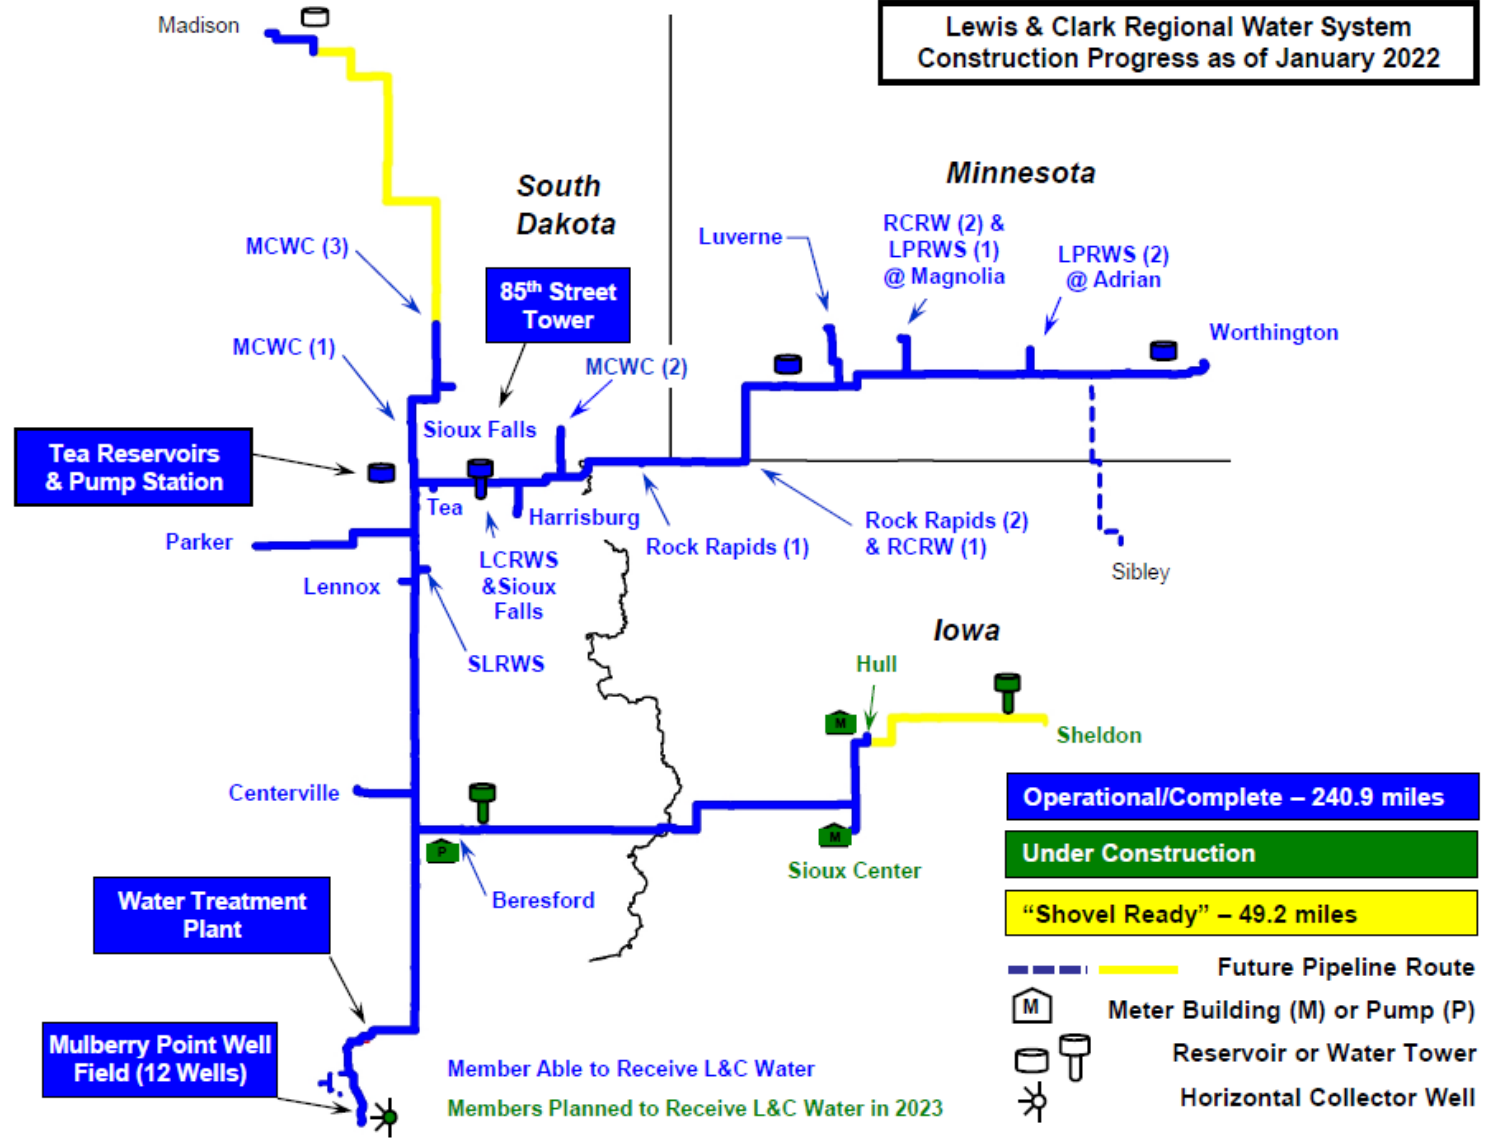 Lewis & Clark Regional Water System
Construction Progress as of January 2022
Madison
South
Dakota
Minnesota
MCWC (3)
Luverne
RCRW (2) &
LPRWS (1)
@ Magnolia
LPRWS (2)
@ Adrian
85th Street
Tower
Worthington
MCWC (1)
MCWC (2)
Sioux Falls
Tea Reservoirs
& Pump Station
Tea
Harrisburg
Parker
Rock Rapids (1)
Rock Rapids (2)
& RCRW (1)
LCRWS
&Sioux
Falls
Lennox
Sibley
SLRWS
Iowa
Hull
M
Sheldon
Centerville
P
M
Sioux Center
Beresford
Operational/Complete – 240.9 miles
Under Construction
“Shovel Ready” – 49.2 miles
Future Pipeline Route
M
Meter Building (M) or Pump (P)
Reservoir or Water Tower
Horizontal Collector Well
Water Treatment
Plant
Mulberry Point Well
Field (12 Wells)
Member Able to Receive L&C Water
Members Planned to Receive L&C Water in 2023